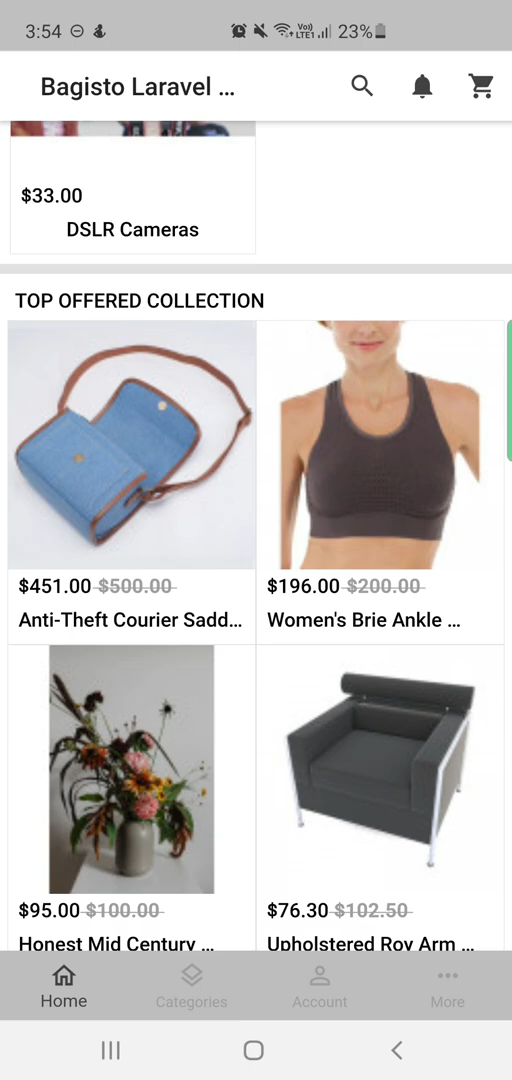 3:54
Vo)) LTE1 23%
Bagisto Laravel ...
$33.00
DSLR Cameras
TOP OFFERED COLLECTION
$451.00 $500.00
$196.00 $200.00
Anti-Theft Courier Sadd...
Women's Brie Ankle ...
$95.00 $100.00
$76.30 $102.50
Honest Mid Century ...
Upholstered Roy Arm ...
Home
Categories
Account
More